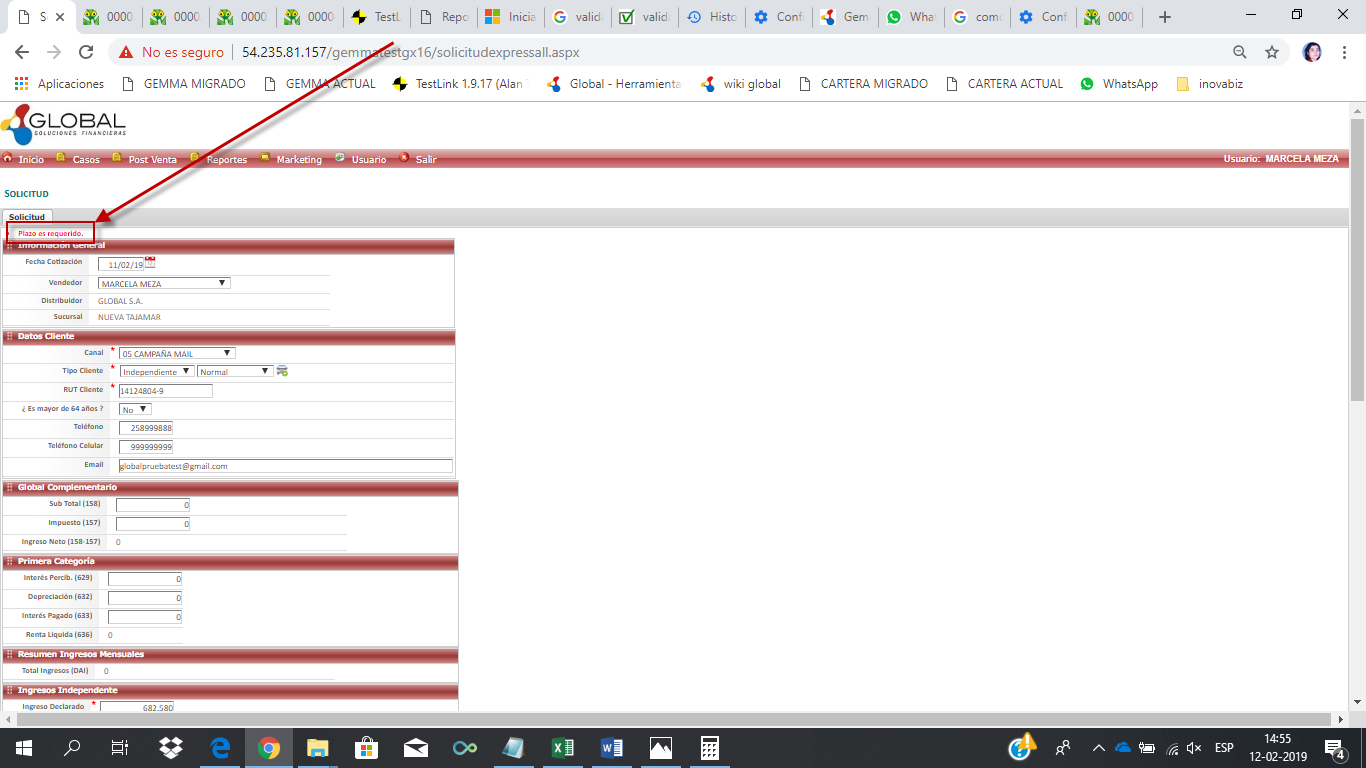 S
0000
0000
0000
0000
TestL
Repo
Inicia
valida
valida
Histo
Confi
Gem
What
como
Conf
0000
No es seguro
54.235.81.157/gemmatestgx16/solicitudexpressall.aspx
Aplicaciones
GEMMA MIGRADO
GEMMA ACTUAL
TestLink 1.9.17 (Alan
Global - Herramienta
wiki global
CARTERA MIGRADO
CARTERA ACTUAL
WhatsApp
inovabiz
GLOBAL
SOLUCIONES FINANCIERAS
Inicio
Casos
Post Venta
Reportes
Marketing
Usuario
Salir
Usuario: MARCELA MEZA
SOLICITUD
Solicitud
Plazo es requerido.
Información General
Fecha Cotización 11/02/19
Vendedor MARCELA MEZA
Distribuidor GLOBAL S.A.
Sucursal NUEVA TAJAMAR
Datos Cliente
Canal * 05 CAMPAÑA MAIL
Tipo Cliente * Independiente Normal
RUT Cliente * 14124804-9
¿ Es mayor de 64 años ? No
Teléfono 258999888
Teléfono Celular 999999999
Email globalpruebatest@gmail.com
Global Complementario
Sub Total (158) 0
Impuesto (157) 0
Ingreso Neto (158-157) 0
Primera Categoría
Interés Percib. (629) 0
Depreciación (632) 0
Interés Pagado (633) 0
Renta Liquida (636) 0
Resumen Ingresos Mensuales
Total Ingresos (DAI) 0
Ingresos Independente
Ingreso Declarado * 682.580
ESP
14:55
12-02-2019
4